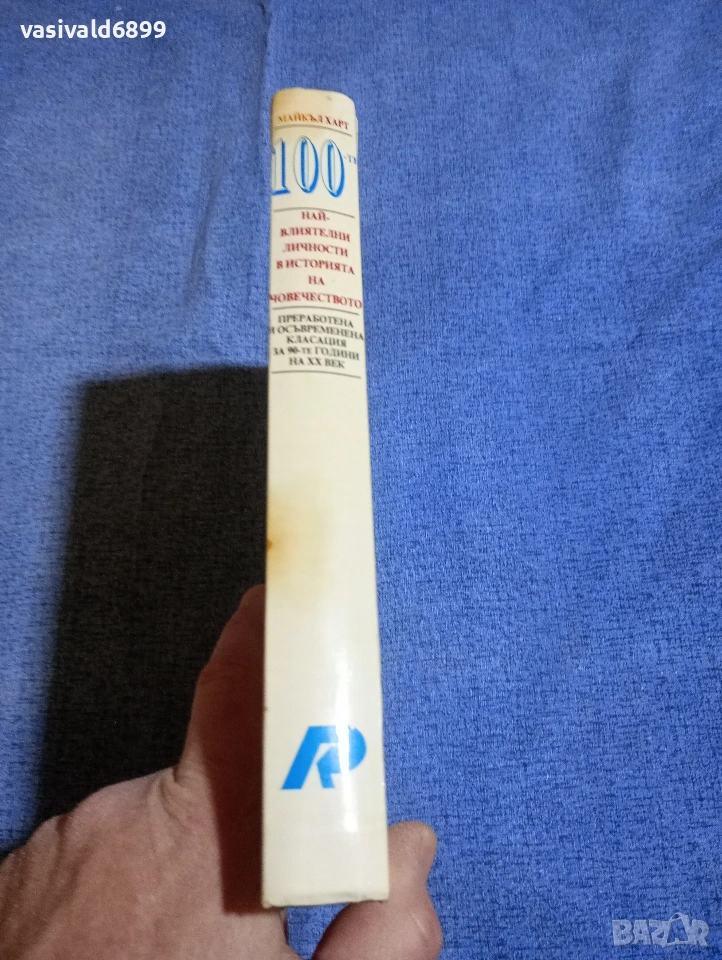 vasivald6899
МАЙКЪЛ ХАРТ
100-ТЕ
НАЙ-
ВЛИЯТЕЛНИ
ЛИЧНОСТИ
В ИСТОРИЯТА
НА
ЧОВЕЧЕСТВОТО
ПРЕРАБОТЕНА
И ОСЪВРЕМЕНЕНА
КЛАСАЦИЯ
ЗА 90-ТЕ ГОДИНИ
НА XX ВЕК
BAZAR